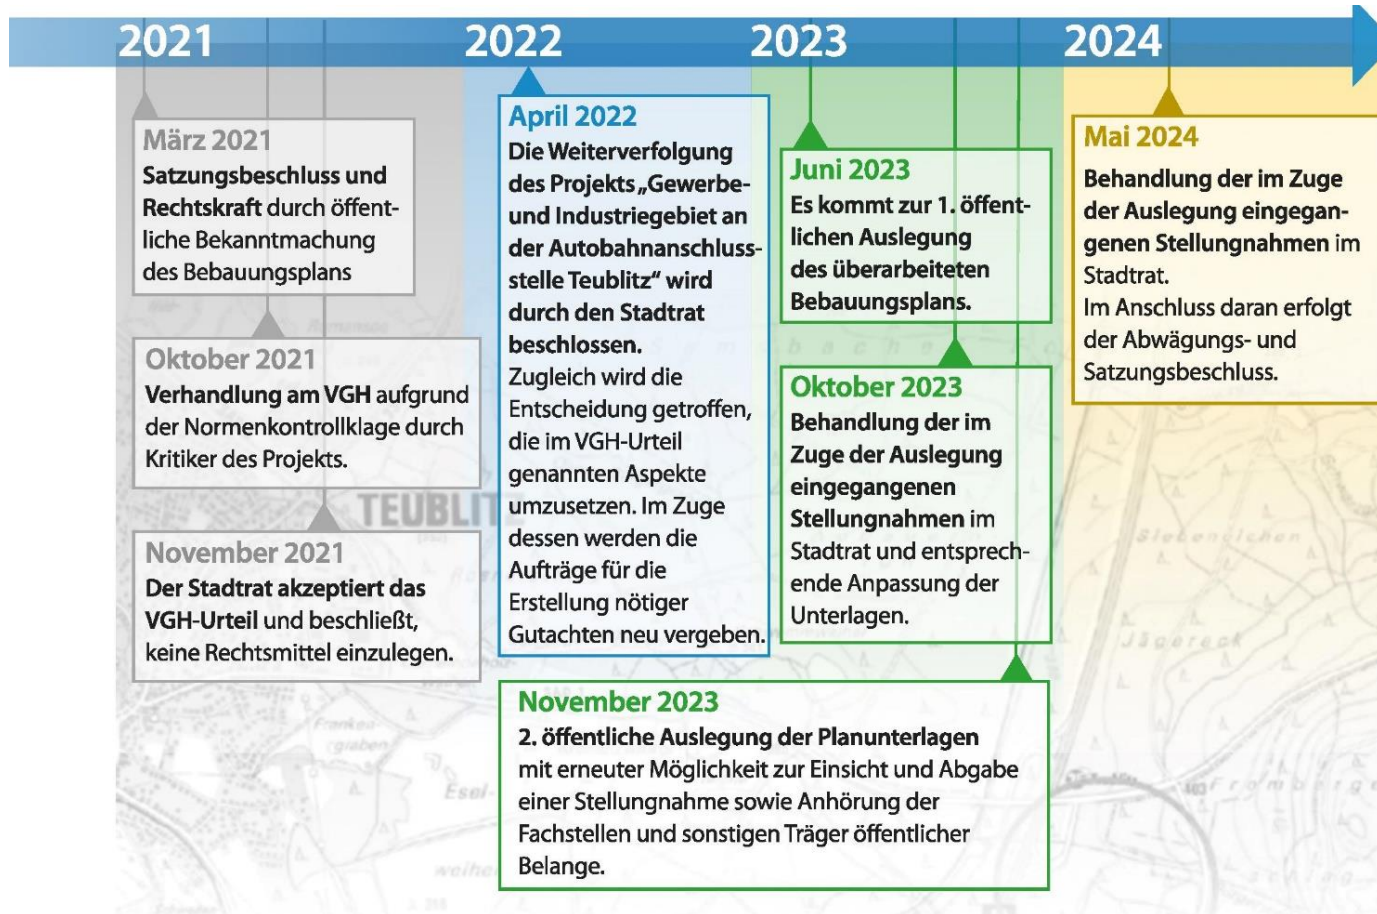 2021
2022
2023
2024
März 2021
Satzungsbeschluss und
Rechtskraft durch öffent-
liche Bekanntmachung
des Bebauungsplans
Oktober 2021
Verhandlung am VGH aufgrund
der Normenkontrollklage durch
Kritiker des Projekts.
November 2021
Der Stadtrat akzeptiert das
VGH-Urteil und beschließt,
keine Rechtsmittel einzulegen.
April 2022
Die Weiterverfolgung
des Projekts „Gewerbe-
und Industriegebiet an
der Autobahnanschluss-
stelle Teublitz“ wird
durch den Stadtrat
beschlossen.
Zugleich wird die
Entscheidung getroffen,
die im VGH-Urteil
genannten Aspekte
umzusetzen. Im Zuge
dessen werden die
Aufträge für die
Erstellung nötiger
Gutachten neu vergeben.
Juni 2023
Es kommt zur 1. öffent-
lichen Auslegung
des überarbeiteten
Bebauungsplans.
Oktober 2023
Behandlung der im
Zuge der Auslegung
eingegangenen
Stellungnahmen im
Stadtrat und entsprech-
ende Anpassung der
Unterlagen.
November 2023
2. öffentliche Auslegung der Planunterlagen
mit erneuter Möglichkeit zur Einsicht und Abgabe
einer Stellungnahme sowie Anhörung der
Fachstellen und sonstigen Träger öffentlicher
Belange.
Mai 2024
Behandlung der im Zuge
der Auslegung eingegan-
genen Stellungnahmen im
Stadtrat.
Im Anschluss daran erfolgt
der Abwägungs- und
Satzungsbeschluss.
TEUBLITZ
Jägereck
Franken-
graben
Esel-